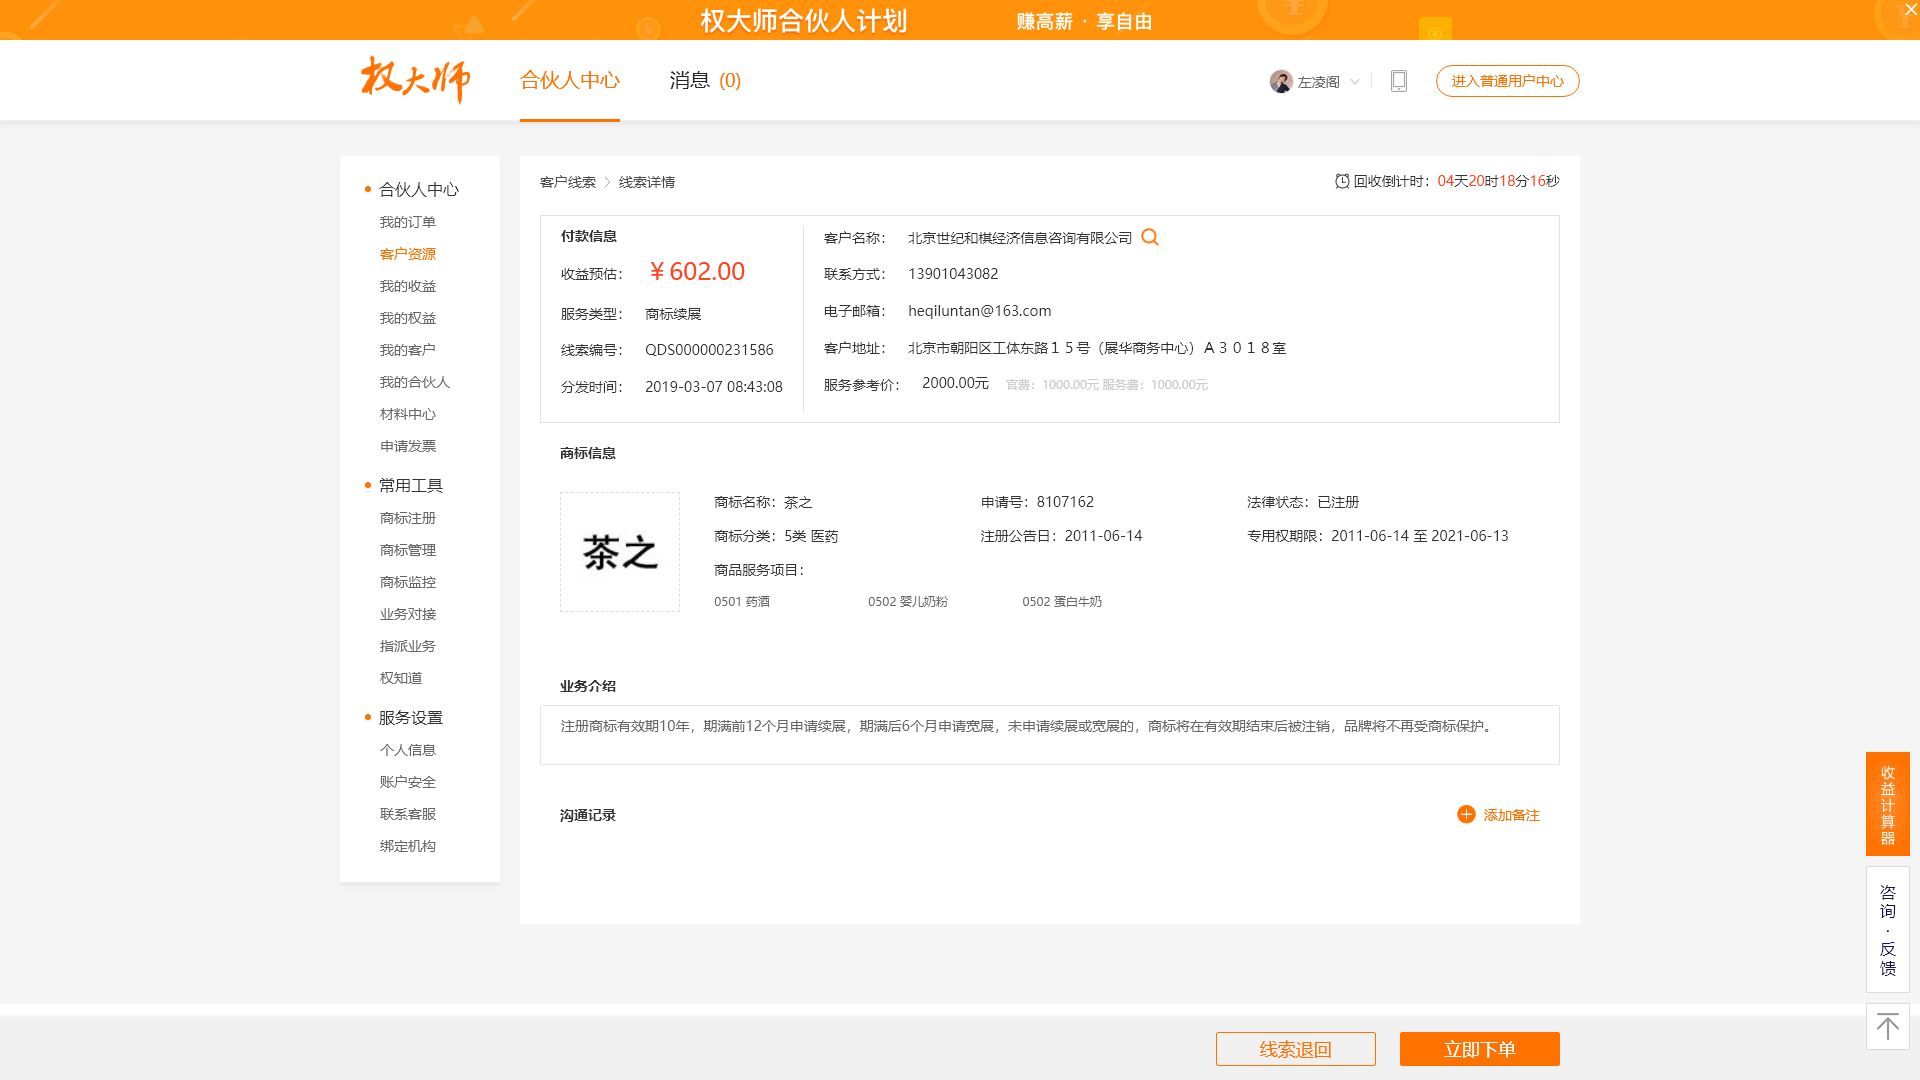 权大师合伙人计划 赚高薪 · 享自由
权大师 合伙人中心 消息 (0) 左凌阁 进入普通用户中心
合伙人中心
我的订单
客户资源
我的收益
我的权益
我的客户
我的合伙人
材料中心
申请发票
常用工具
商标注册
商标管理
商标监控
业务对接
指派业务
权知道
服务设置
个人信息
账户安全
联系客服
绑定机构
客户线索 > 线索详情 回收倒计时：04天20时18分16秒
付款信息
收益预估： ¥ 602.00
服务类型： 商标续展
线索编号： QDS000000231586
分发时间： 2019-03-07 08:43:08
客户名称： 北京世纪和棋经济信息咨询有限公司
联系方式： 13901043082
电子邮箱： heqiluntan@163.com
客户地址： 北京市朝阳区工体东路１５号（展华商务中心）Ａ３０１８室
服务参考价： 2000.00元 官费：1000.00元 服务费：1000.00元
商标信息
茶之
商标名称：茶之 申请号：8107162 法律状态：已注册
商标分类：5类 医药 注册公告日：2011-06-14 专用权期限：2011-06-14 至 2021-06-13
商品服务项目：
0501 药酒 0502 婴儿奶粉 0502 蛋白牛奶
业务介绍
注册商标有效期10年，期满前12个月申请续展，期满后6个月申请宽展，未申请续展或宽展的，商标将在有效期结束后被注销，品牌将不再受商标保护。
沟通记录 添加备注
收益计算器
咨询·反馈
线索退回 立即下单